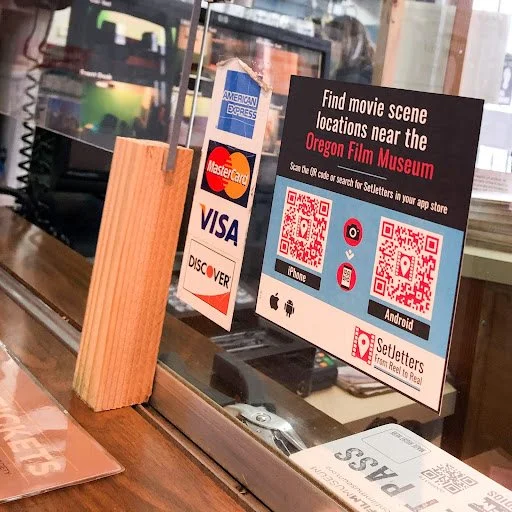 AMERICAN
EXPRESS
MasterCard
VISA
DISCOVER
Find movie scene
locations near the
Oregon Film Museum
Scan the QR code or search for SetJetters in your app store
iPhone
Android
SetJetters
From Reel to Real
TICKETS
PASS